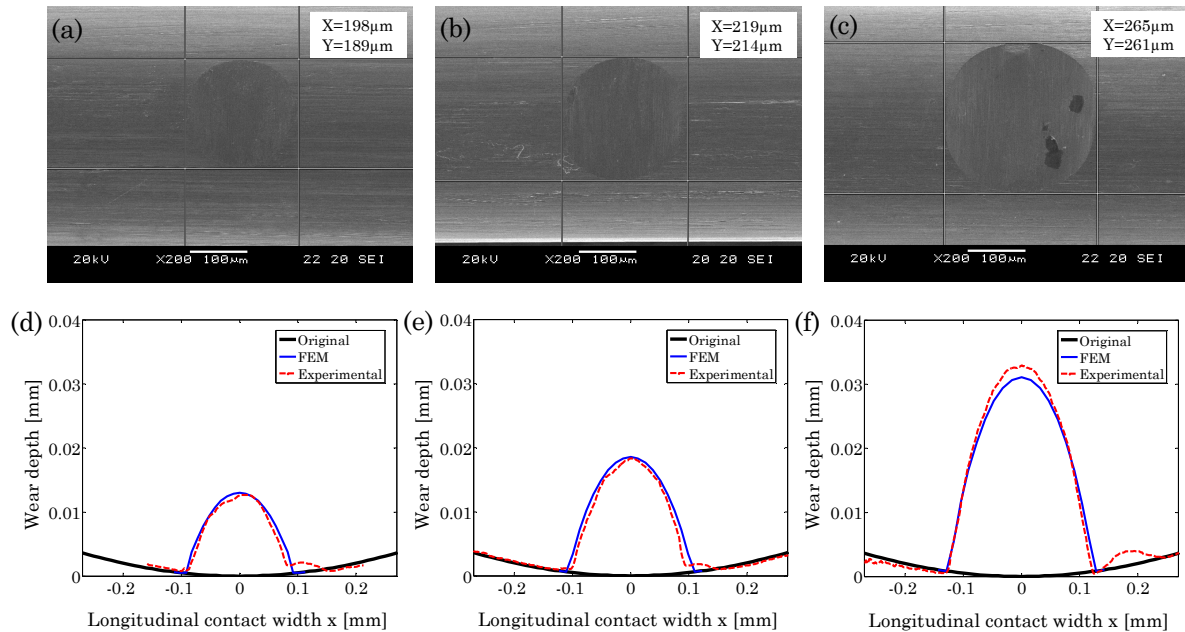 (a)
X=198µm
Y=189µm
20kV X200 100µm 22 20 SEI
(b)
X=219µm
Y=214µm
20kV X200 100µm 20 20 SEI
(c)
X=265µm
Y=261µm
20kV X200 100µm 22 20 SEI
(d)
0.04
0.03
0.02
0.01
0
Wear depth [mm]
Original
FEM
Experimental
-0.2 -0.1 0 0.1 0.2
Longitudinal contact width x [mm]
(e)
0.04
0.03
0.02
0.01
0
Wear depth [mm]
Original
FEM
Experimental
-0.2 -0.1 0 0.1 0.2
Longitudinal contact width x [mm]
(f)
0.04
0.03
0.02
0.01
0
Wear depth [mm]
Original
FEM
Experimental
-0.2 -0.1 0 0.1 0.2
Longitudinal contact width x [mm]